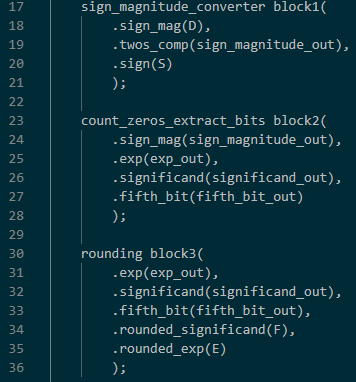 17 sign_magnitude_converter block1(
18 .sign_mag(D),
19 .twos_comp(sign_magnitude_out),
20 .sign(S)
21 );
22
23 count_zeros_extract_bits block2(
24 .sign_mag(sign_magnitude_out),
25 .exp(exp_out),
26 .significand(significand_out),
27 .fifth_bit(fifth_bit_out)
28 );
29
30 rounding block3(
31 .exp(exp_out),
32 .significand(significand_out),
33 .fifth_bit(fifth_bit_out),
34 .rounded_significand(F),
35 .rounded_exp(E)
36 );